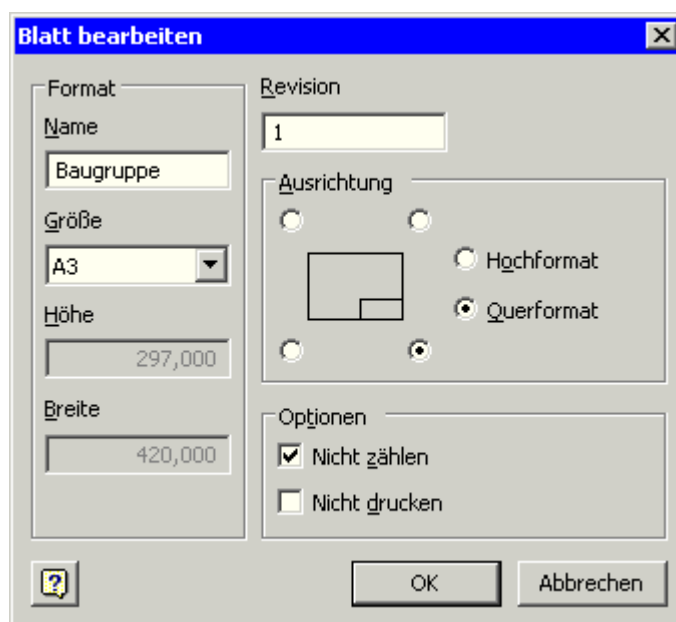 Blatt bearbeiten
Format
Name
Baugruppe
Größe
A3
Höhe
297,000
Breite
420,000
Revision
1
Ausrichtung
Hochformat
Querformat
Optionen
Nicht zählen
Nicht drucken
?
OK
Abbrechen